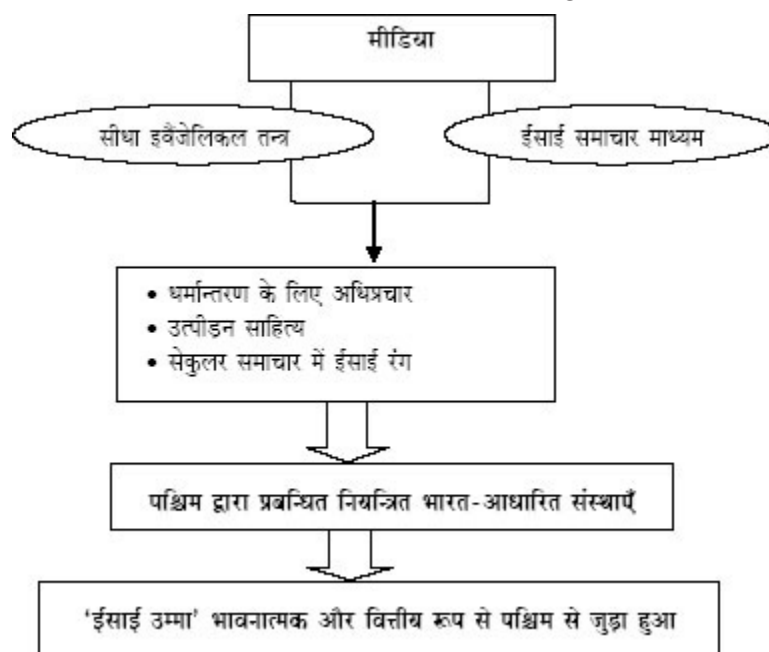 मीडिया
सीधा इवैंजेलिकल तन्त्र
ईसाई समाचार माध्यम
• धर्मान्तरण के लिए अधिप्रचार
• उत्पीड़न साहित्य
• सेकुलर समाचार में ईसाई रंग
पश्चिम द्वारा प्रबन्धित नियन्त्रित भारत-आधारित संस्थाएँ
‘ईसाई उम्मा’ भावनात्मक और वित्तीय रूप से पश्चिम से जुड़ा हुआ